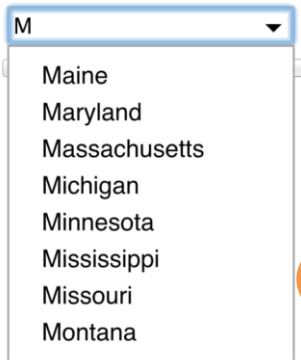 M
Maine
Maryland
Massachusetts
Michigan
Minnesota
Mississippi
Missouri
Montana